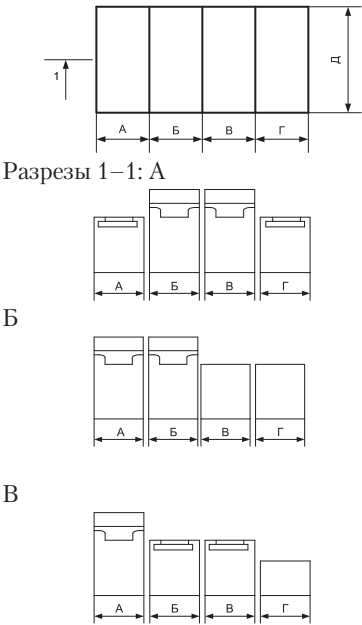 Д
1
А Б В Г
Разрезы 1–1: А
А Б В Г
Б
А Б В Г
В
А Б В Г